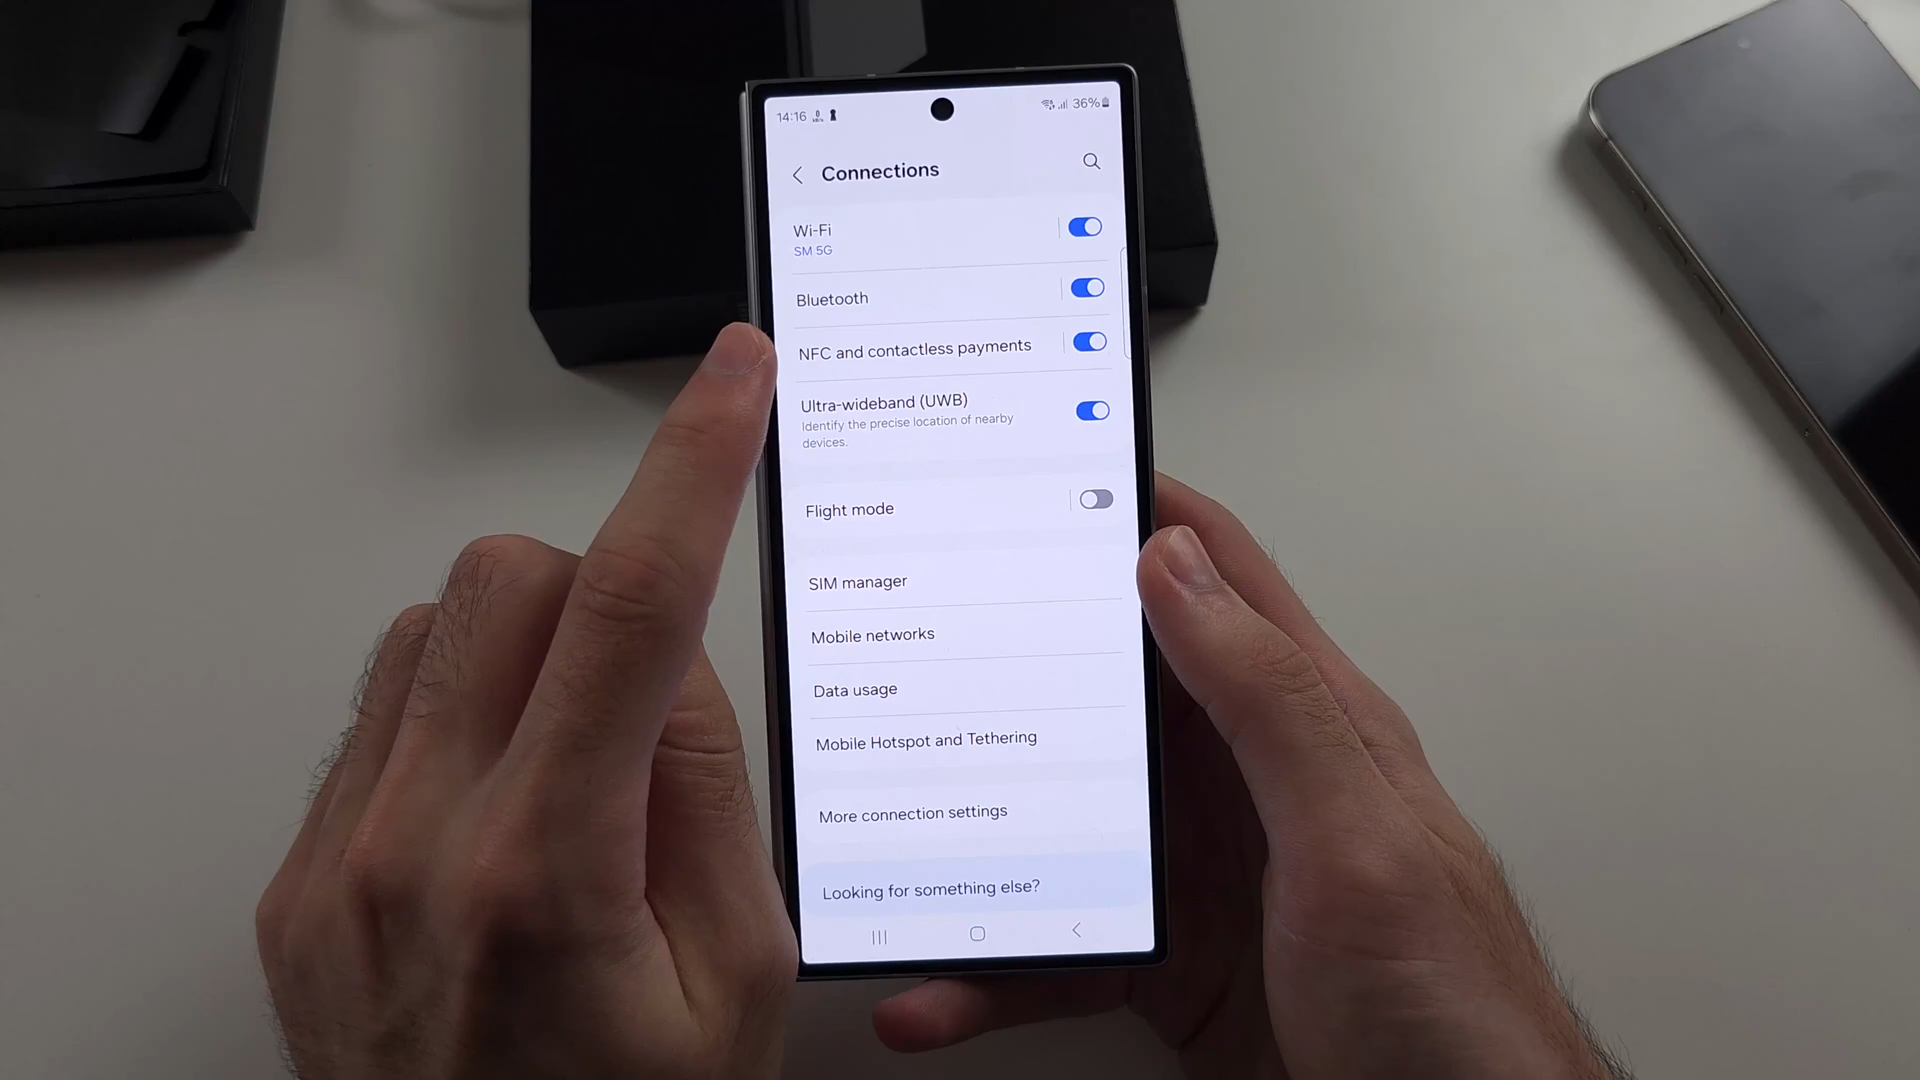 14:16
36%
Connections
Wi-Fi
SM 5G
Bluetooth
NFC and contactless payments
Ultra-wideband (UWB)
Identify the precise location of nearby
devices.
Flight mode
SIM manager
Mobile networks
Data usage
Mobile Hotspot and Tethering
More connection settings
Looking for something else?